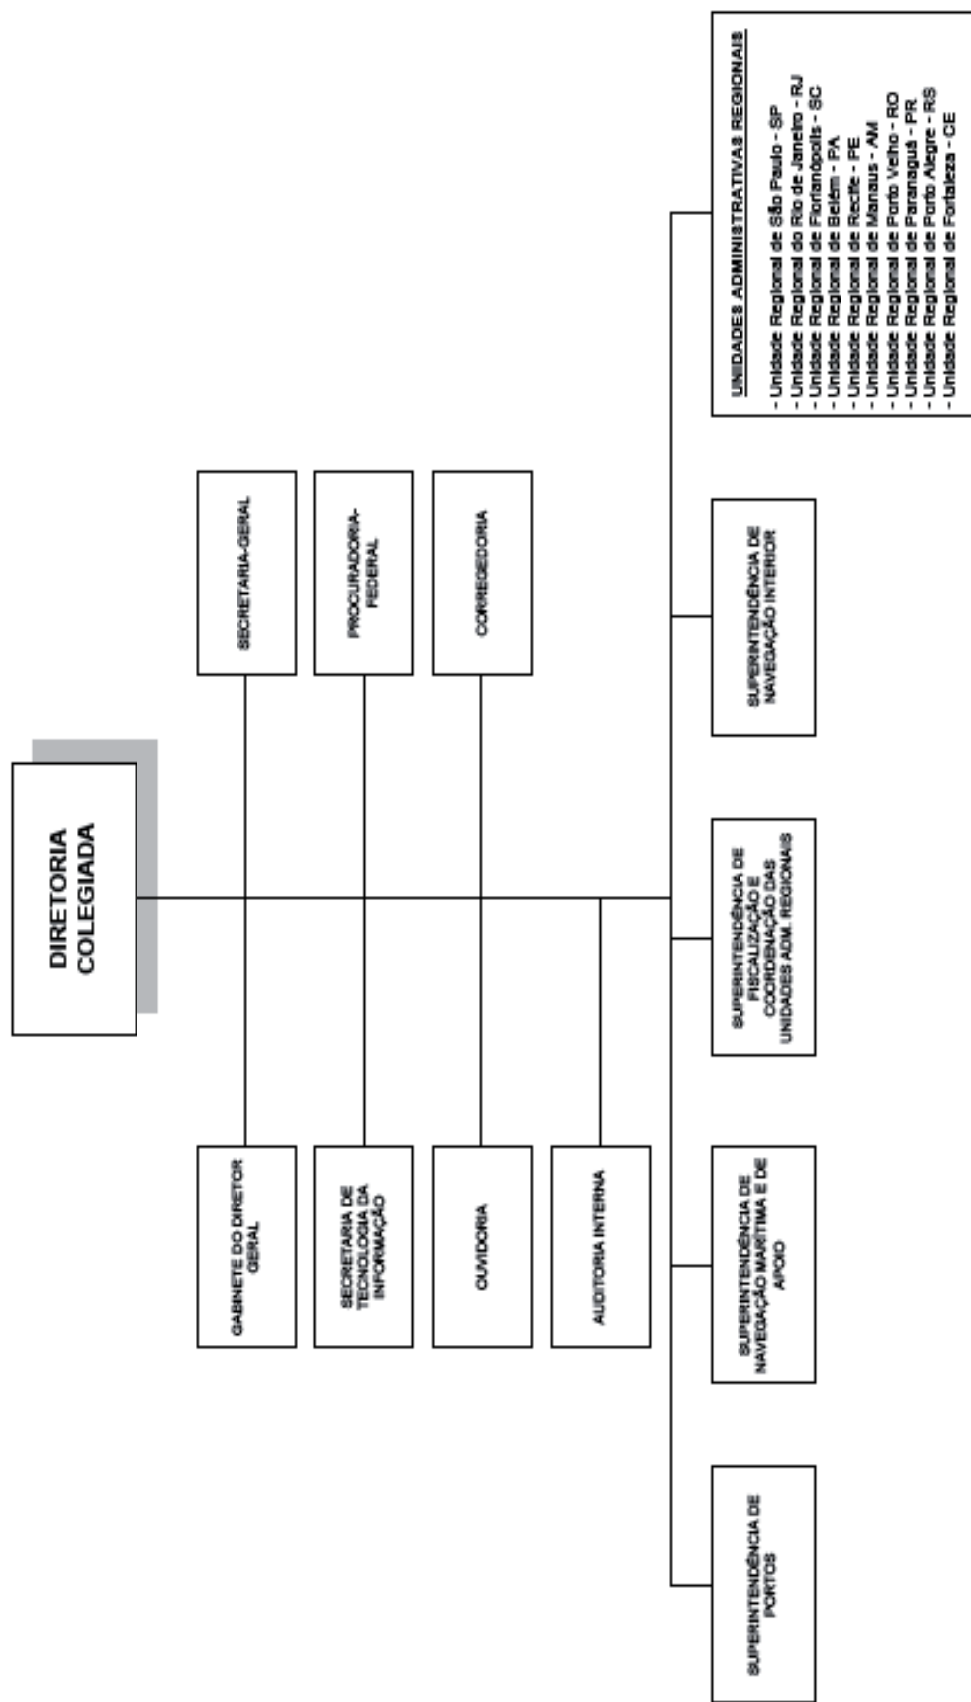 DIRETORIA
COLEGIADA
GABINETE DO DIRETOR
GERAL
SECRETARIA-GERAL
SECRETARIA DE
TECNOLOGIA DA
INFORMAÇÃO
PROCURADORIA-
FEDERAL
OUVIDORIA
CORREGEDORIA
AUDITORIA INTERNA
SUPERINTENDÊNCIA DE
PORTOS
SUPERINTENDÊNCIA DE
NAVEGAÇÃO MARÍTIMA E DE
APOIO
SUPERINTENDÊNCIA DE
FISCALIZAÇÃO E
COORDENAÇÃO DAS
UNIDADES ADM. REGIONAIS
SUPERINTENDÊNCIA DE
NAVEGAÇÃO INTERIOR
UNIDADES ADMINISTRATIVAS REGIONAIS
- Unidade Regional de São Paulo - SP
- Unidade Regional do Rio de Janeiro - RJ
- Unidade Regional de Florianópolis - SC
- Unidade Regional de Belém - PA
- Unidade Regional de Recife - PE
- Unidade Regional de Manaus - AM
- Unidade Regional de Porto Velho - RO
- Unidade Regional de Paranaguá - PR
- Unidade Regional de Porto Alegre - RS
- Unidade Regional de Fortaleza - CE